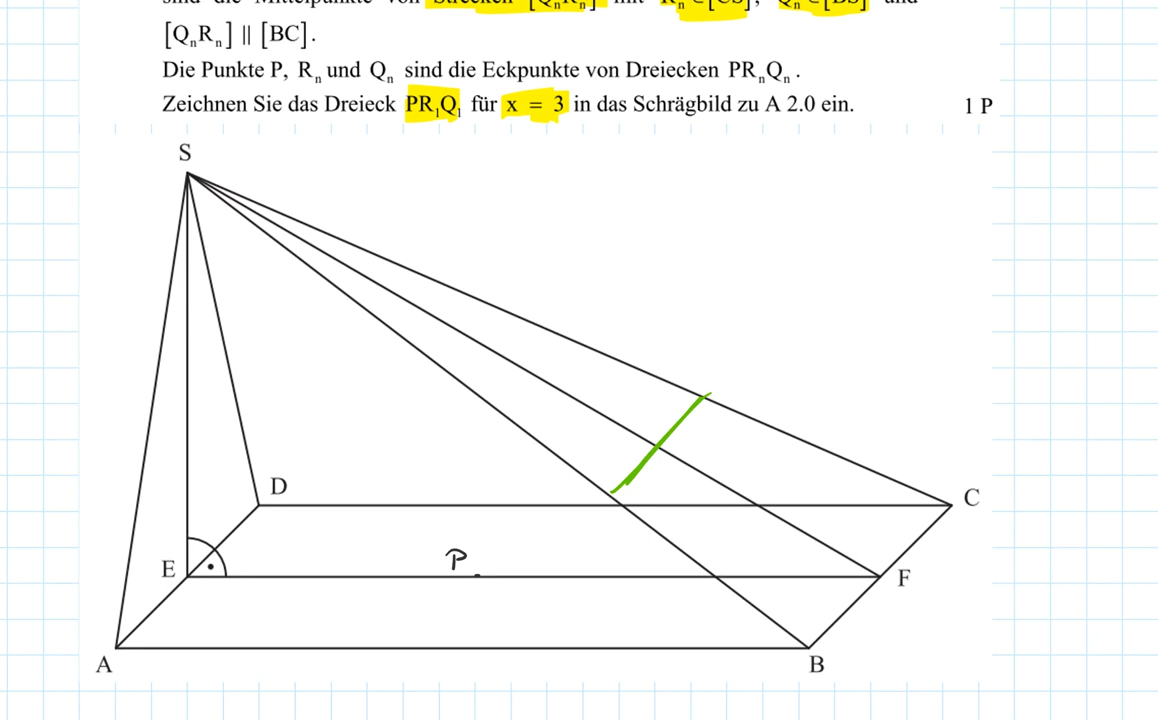 [QₙRₙ] ∥ [BC].
Die Punkte P, Rₙ und Qₙ sind die Eckpunkte von Dreiecken PRₙQₙ.
Zeichnen Sie das Dreieck PR₁Q₁ für x = 3 in das Schrägbild zu A 2.0 ein. 1 P
S
D
C
P
E
F
A
B